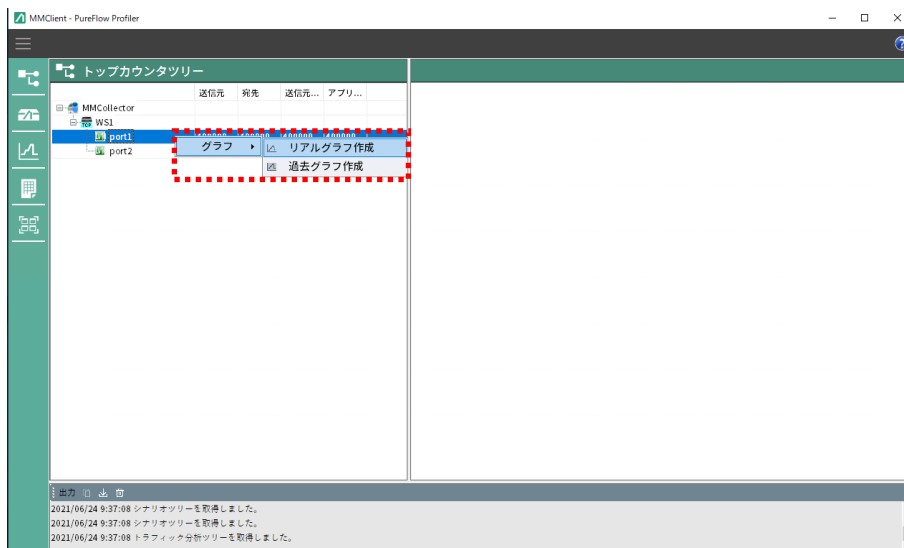 MMClient - PureFlow Profiler
トップカウンタツリー
送信元 宛先 送信元... アプリ...
MMCollector
WS1
port1
グラフ リアルグラフ作成
port2
過去グラフ作成
出力
2021/06/24 9:37:08 シナリオツリーを取得しました。
2021/06/24 9:37:08 シナリオツリーを取得しました。
2021/06/24 9:37:08 トラフィック分析ツリーを取得しました。